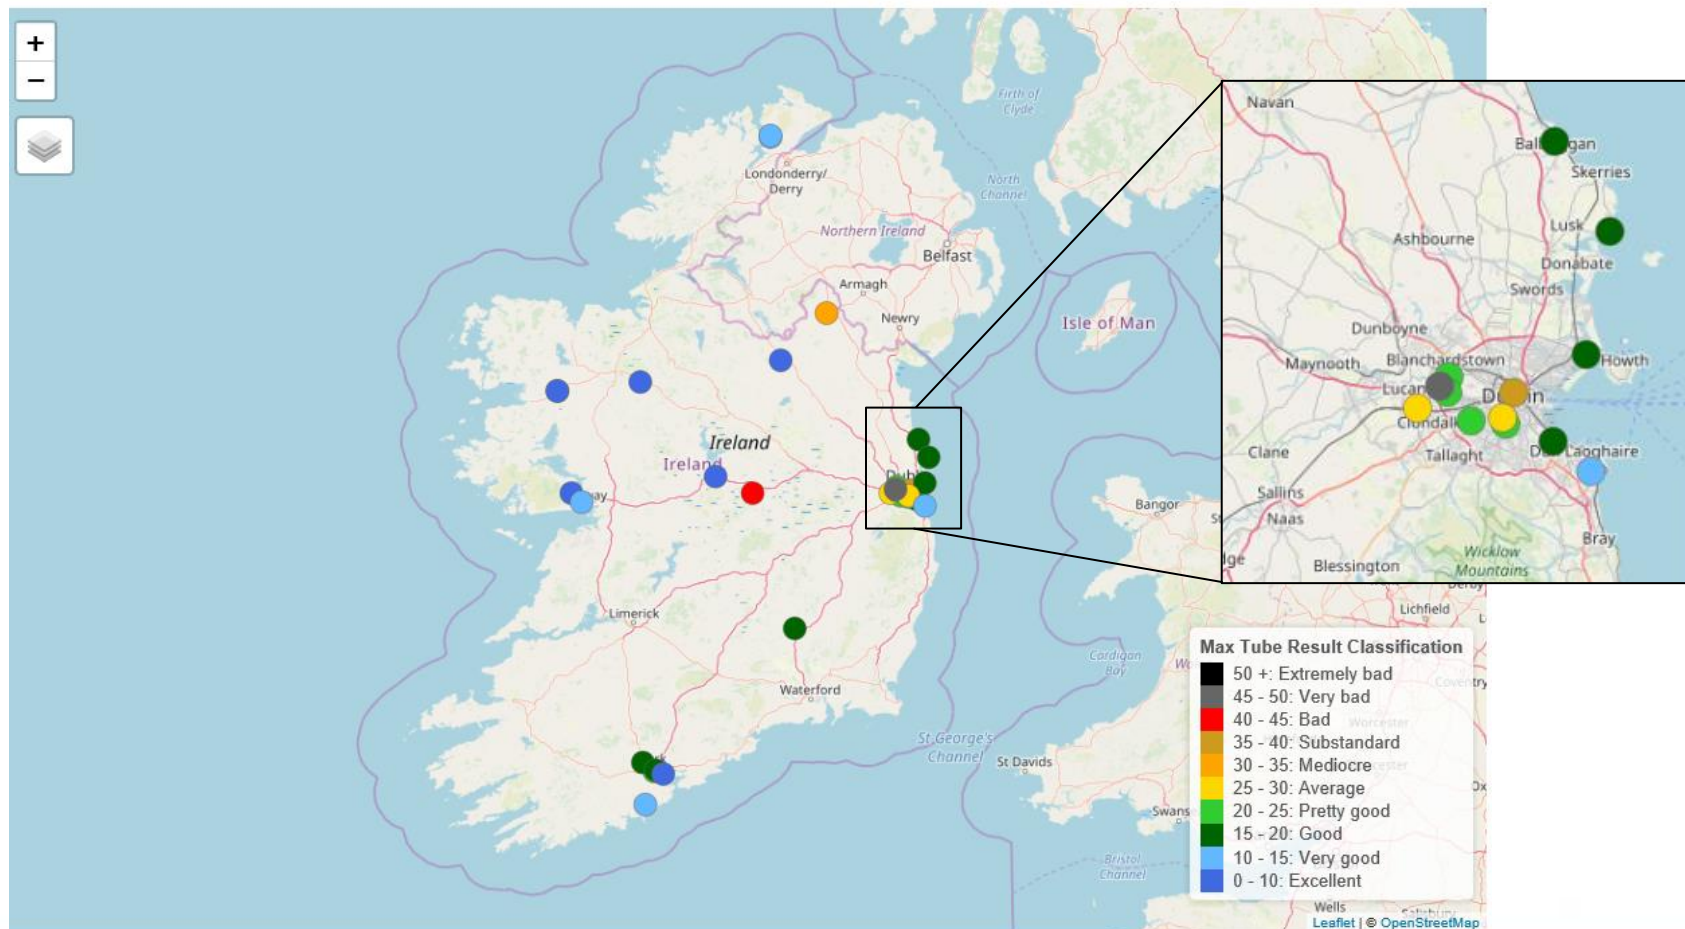 +
−
Firth of
Clyde
Londonderry/
Derry
North
Channel
Northern Ireland
Belfast
Armagh
Newry
Isle of Man
Ireland
Ireland
Limerick
Waterford
St George's
Channel
Cardigan
Bay
St Davids
Bangor
Bristol
Channel
Lichfield
Coventry
Worcester
Wells
Salisbury
Navan
Skerries
Lusk
Ashbourne
Donabate
Swords
Dunboyne
Maynooth
Blanchardstown
Howth
Clane
Tallaght
Sallins
Naas
Bray
Blessington
Wicklow
Mountains
Max Tube Result Classification
50 +: Extremely bad
45 - 50: Very bad
40 - 45: Bad
35 - 40: Substandard
30 - 35: Mediocre
25 - 30: Average
20 - 25: Pretty good
15 - 20: Good
10 - 15: Very good
0 - 10: Excellent
Leaflet | © OpenStreetMap